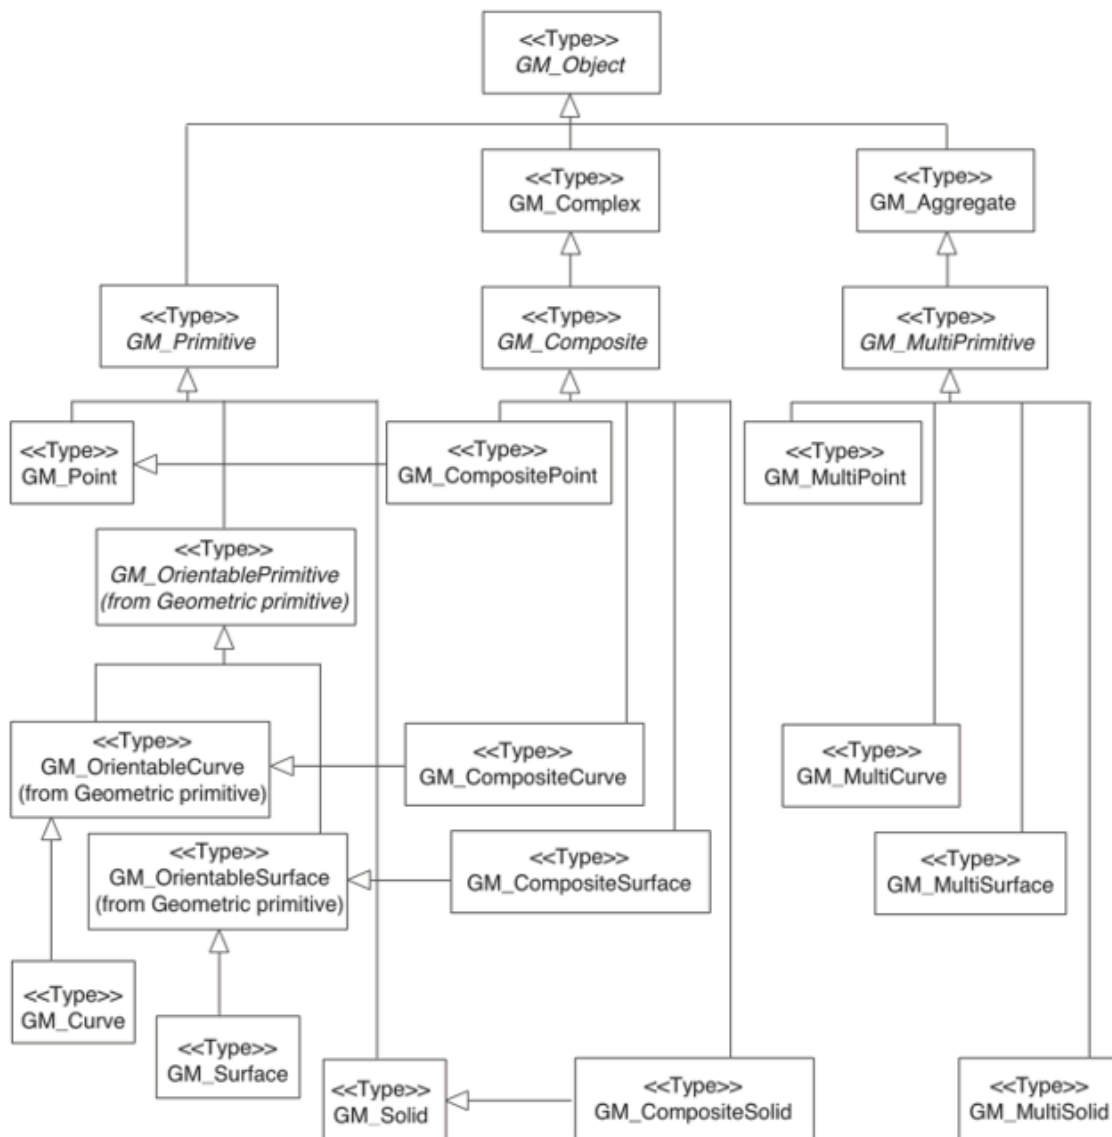 <<Type>>
GM_Object
<<Type>>
GM_Complex
<<Type>>
GM_Aggregate
<<Type>>
GM_Primitive
<<Type>>
GM_Composite
<<Type>>
GM_MultiPrimitive
<<Type>>
GM_Point
<<Type>>
GM_CompositePoint
<<Type>>
GM_MultiPoint
<<Type>>
GM_OrientablePrimitive
(from Geometric primitive)
<<Type>>
GM_OrientableCurve
(from Geometric primitive)
<<Type>>
GM_CompositeCurve
<<Type>>
GM_MultiCurve
<<Type>>
GM_OrientableSurface
(from Geometric primitive)
<<Type>>
GM_CompositeSurface
<<Type>>
GM_MultiSurface
<<Type>>
GM_Curve
<<Type>>
GM_Surface
<<Type>>
GM_Solid
<<Type>>
GM_CompositeSolid
<<Type>>
GM_MultiSolid